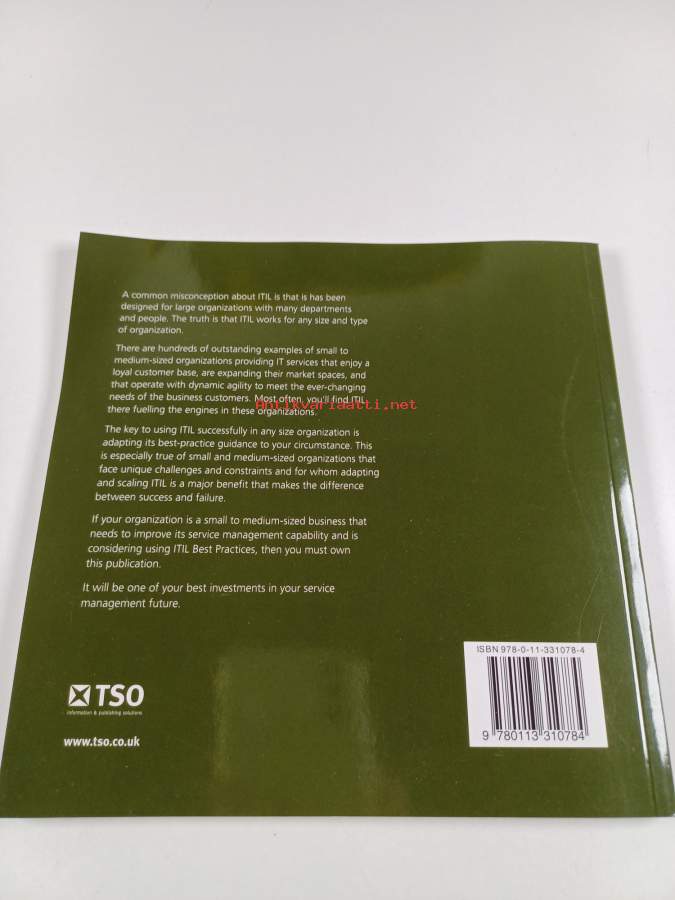 A common misconception about ITIL is that is has been
designed for large organizations with many departments
and people. The truth is that ITIL works for any size and type
of organization.
There are hundreds of outstanding examples of small to
medium-sized organizations providing IT services that enjoy a
loyal customer base, are expanding their market spaces, and
that operate with dynamic agility to meet the ever-changing
needs of the business customers. Most often, you'll find ITIL
Antikvariaatti.net
there fuelling the engines in these organizations.
The key to using ITIL successfully in any size organization is
adapting its best-practice guidance to your circumstance. This
is especially true of small and medium-sized organizations that
face unique challenges and constraints and for whom adapting
and scaling ITIL is a major benefit that makes the difference
between success and failure.
If your organization is a small to medium-sized business that
needs to improve its service management capability and is
considering using ITIL Best Practices, then you must own
this publication.
It will be one of your best investments in your service
management future.
TSO
information & publishing solutions
www.tso.co.uk
ISBN 978-0-11-331078-4
9 780113 310784